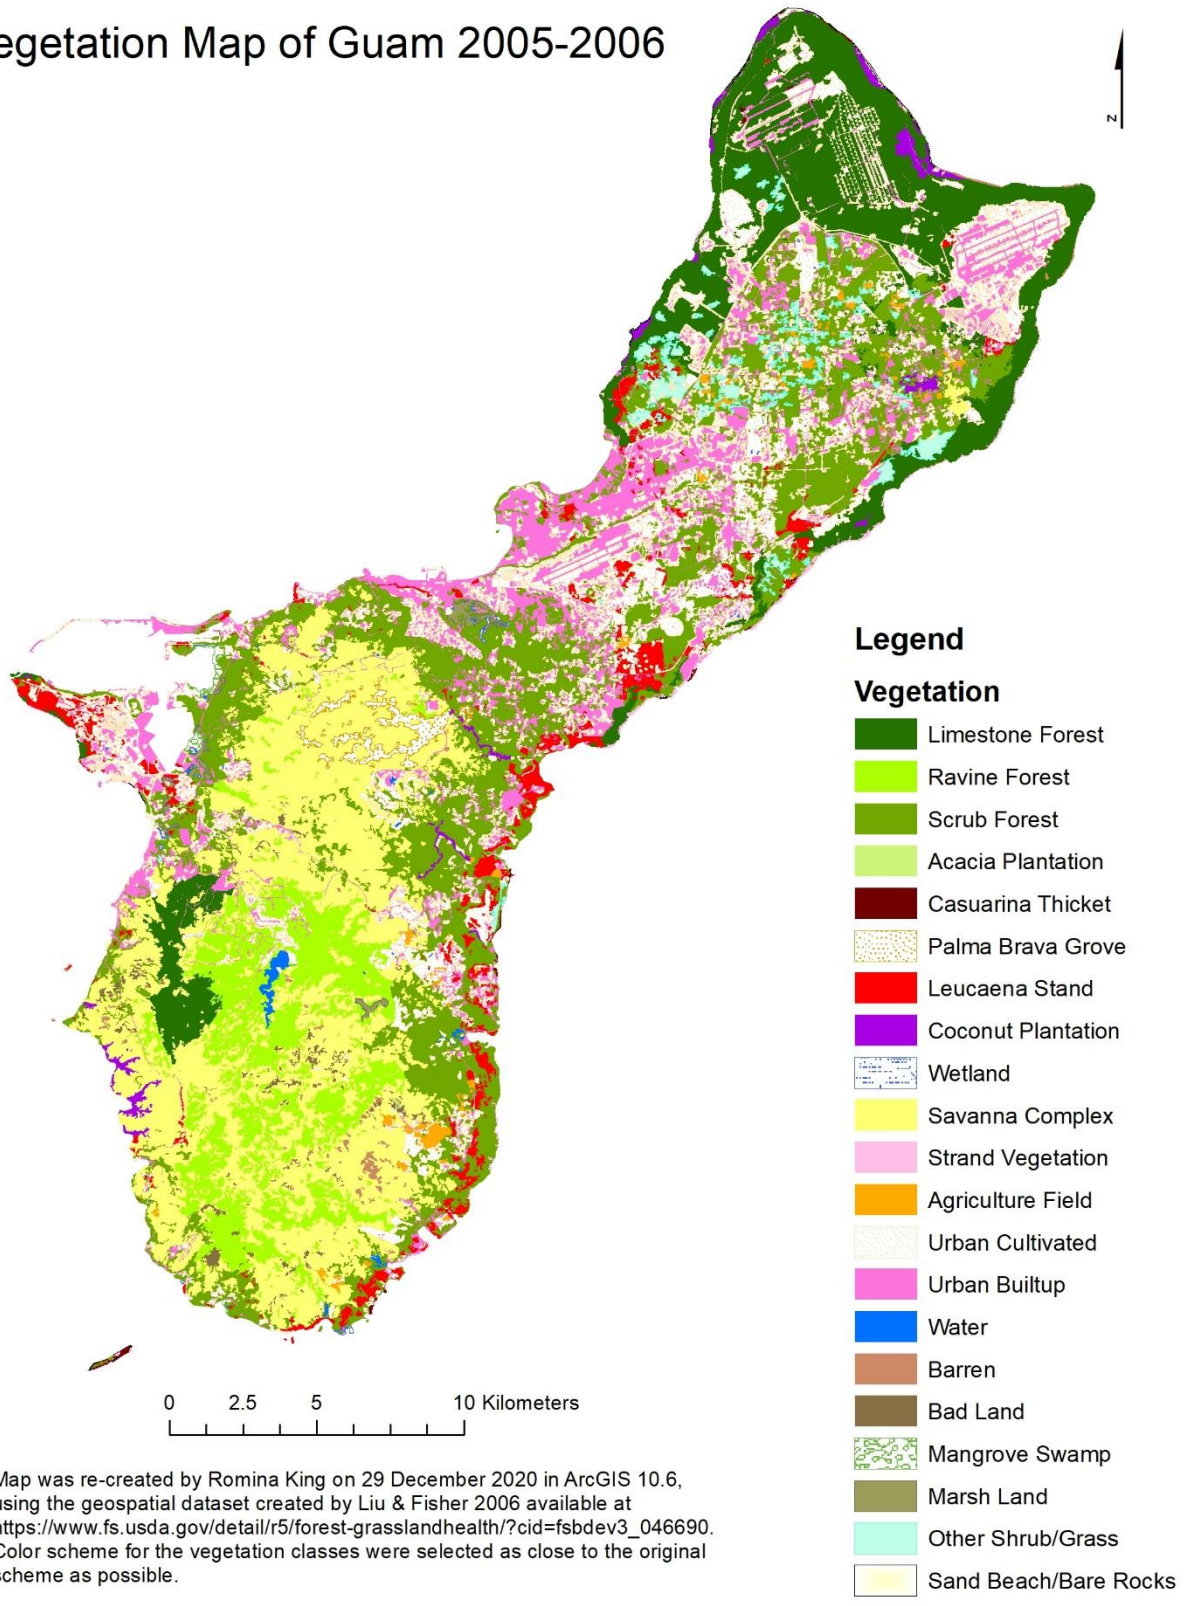 egetation Map of Guam 2005-2006
N
Legend
Vegetation
Limestone Forest
Ravine Forest
Scrub Forest
Acacia Plantation
Casuarina Thicket
Palma Brava Grove
Leucaena Stand
Coconut Plantation
Wetland
Savanna Complex
Strand Vegetation
Agriculture Field
Urban Cultivated
Urban Builtup
Water
Barren
Bad Land
Mangrove Swamp
Marsh Land
Other Shrub/Grass
Sand Beach/Bare Rocks
0 2.5 5 10 Kilometers
Map was re-created by Romina King on 29 December 2020 in ArcGIS 10.6,
using the geospatial dataset created by Liu & Fisher 2006 available at
https://www.fs.usda.gov/detail/r5/forest-grasslandhealth/?cid=fsbdev3_046690.
Color scheme for the vegetation classes were selected as close to the original
scheme as possible.